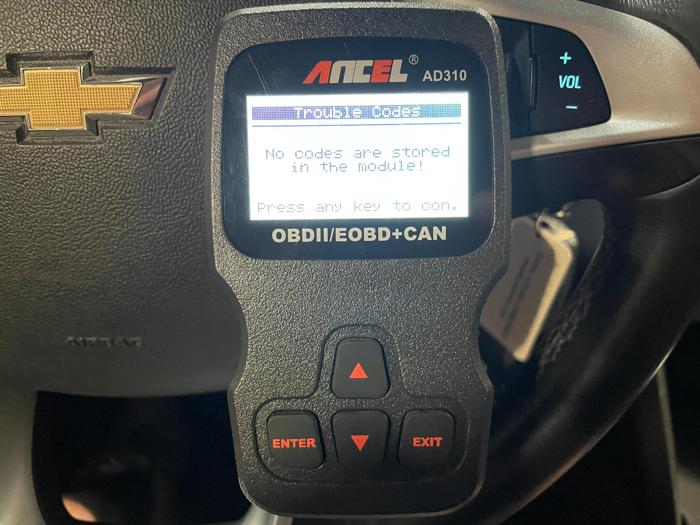 ANCEL® AD310
Trouble Codes
No codes are stored
in the module!
Press any key to con.
OBDII/EOBD+CAN
ENTER
EXIT
+
VOL
−
AIRBAG